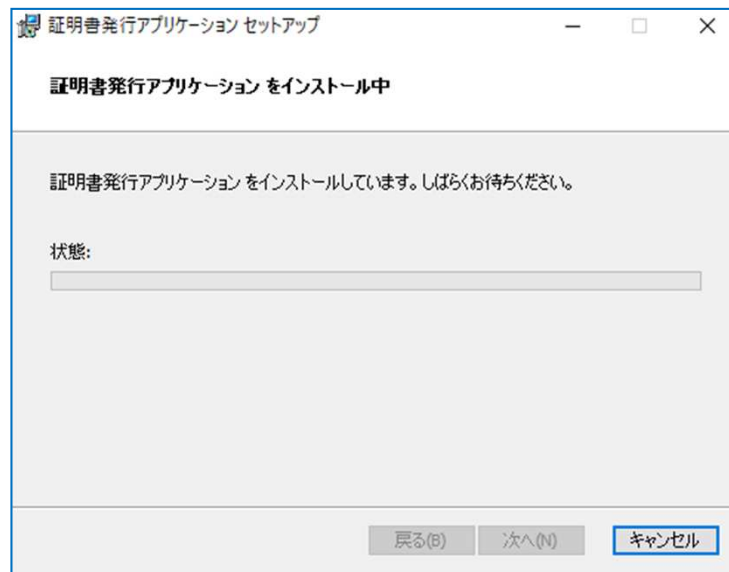 証明書発行アプリケーション セットアップ
証明書発行アプリケーション をインストール中
証明書発行アプリケーション をインストールしています。しばらくお待ちください。
状態:
戻る(B) 次へ(N) キャンセル